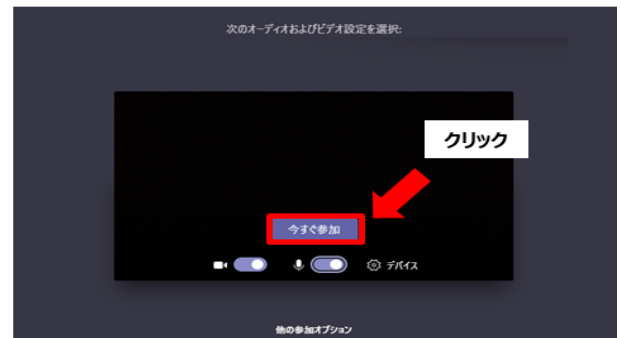 次のオーディオおよびビデオ設定を選択:
クリック
今すぐ参加
デバイス
他の参加オプション